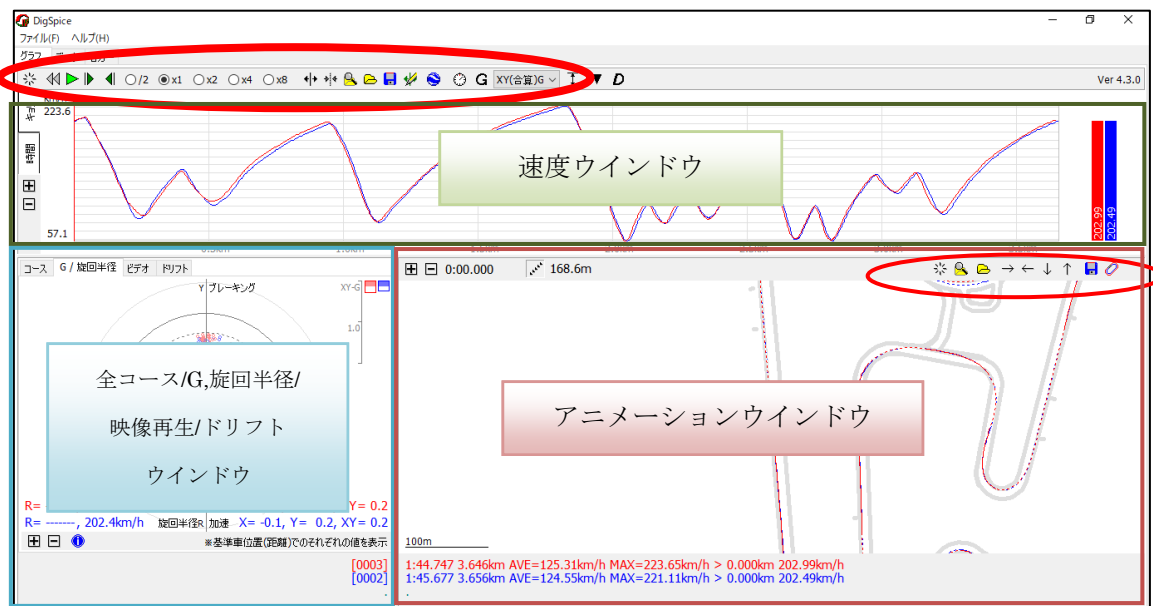 DigSpice
ファイル(F) ヘルプ(H)
グラフ
/2 x1 x2 x4 x8 G XY(合算)G D Ver 4.3.0
223.6
時間
57.1
速度ウインドウ
202.99
202.49
コース G / 旋回半径 ビデオ ドリフト
Y ブレーキング XY-G
1.0
全コース/G,旋回半径/
映像再生/ドリフト
ウインドウ
R= Y= 0.2
R= -------, 202.4km/h 旋回半径R 加速 X= -0.1, Y= 0.2, XY= 0.2
※基準車位置(距離)でのそれぞれの値を表示
[0003]
[0002]
0:00.000 168.6m
アニメーションウインドウ
100m
1:44.747 3.646km AVE=125.31km/h MAX=223.65km/h > 0.000km 202.99km/h
1:45.677 3.656km AVE=124.55km/h MAX=221.11km/h > 0.000km 202.49km/h